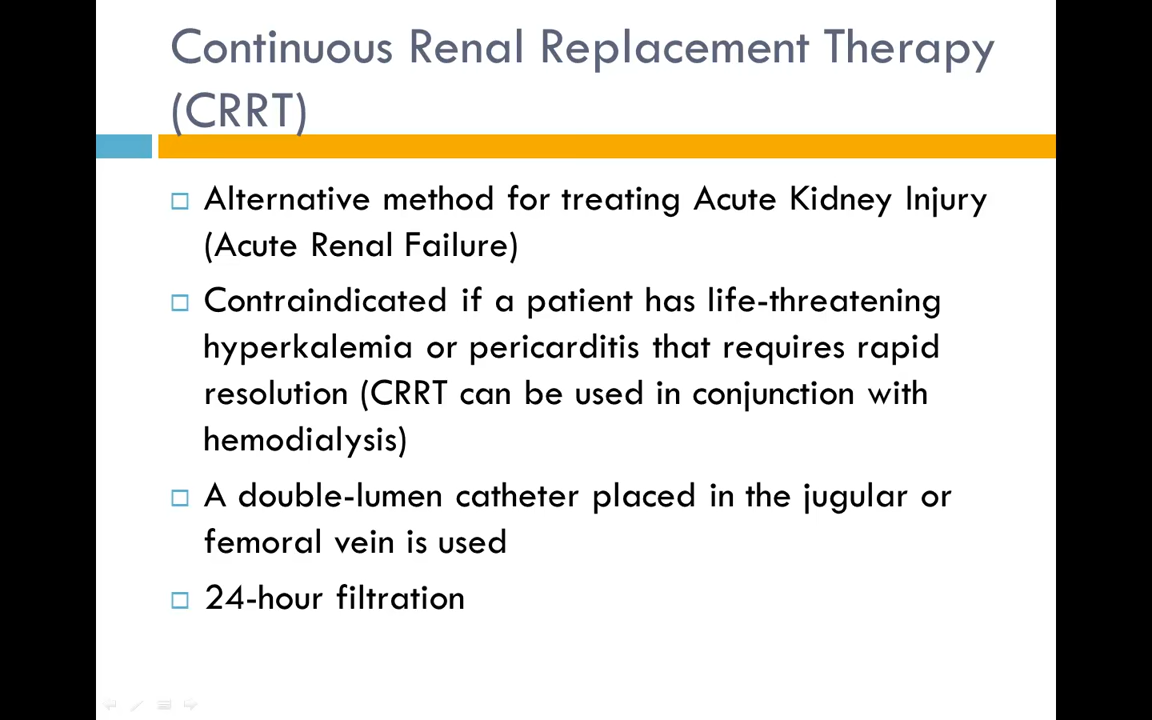 Continuous Renal Replacement Therapy
(CRRT)
Alternative method for treating Acute Kidney Injury
(Acute Renal Failure)
Contraindicated if a patient has life-threatening
hyperkalemia or pericarditis that requires rapid
resolution (CRRT can be used in conjunction with
hemodialysis)
A double-lumen catheter placed in the jugular or
femoral vein is used
24-hour filtration